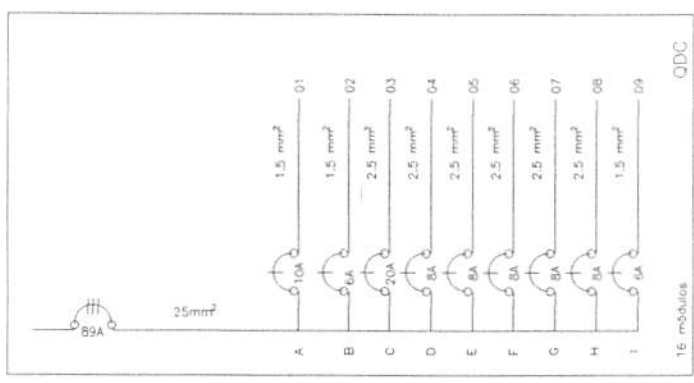 01
02
03
04
05
06
07
08
09
QDC
1.5 mm²
1.5 mm²
2.5 mm²
2.5 mm²
2.5 mm²
2.5 mm²
2.5 mm²
2.5 mm²
1.5 mm²
10A
6A
20A
8A
8A
8A
8A
8A
6A
25mm²
89A
A
B
C
D
E
F
G
H
I
16 módulos